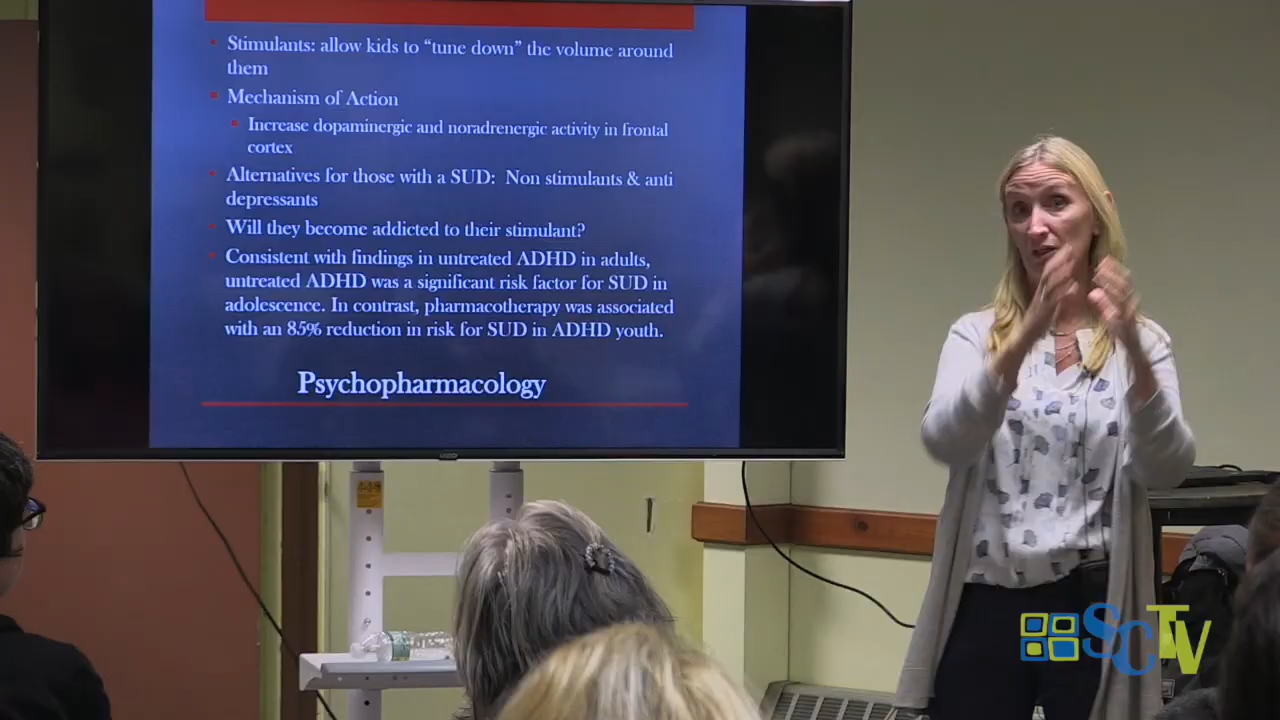 Stimulants: allow kids to “tune down” the volume around
them
Mechanism of Action
Increase dopaminergic and noradrenergic activity in frontal
cortex
Alternatives for those with a SUD: Non stimulants & anti
depressants
Will they become addicted to their stimulant?
Consistent with findings in untreated ADHD in adults,
untreated ADHD was a significant risk factor for SUD in
adolescence. In contrast, pharmacotherapy was associated
with an 85% reduction in risk for SUD in ADHD youth.
Psychopharmacology
SCTV